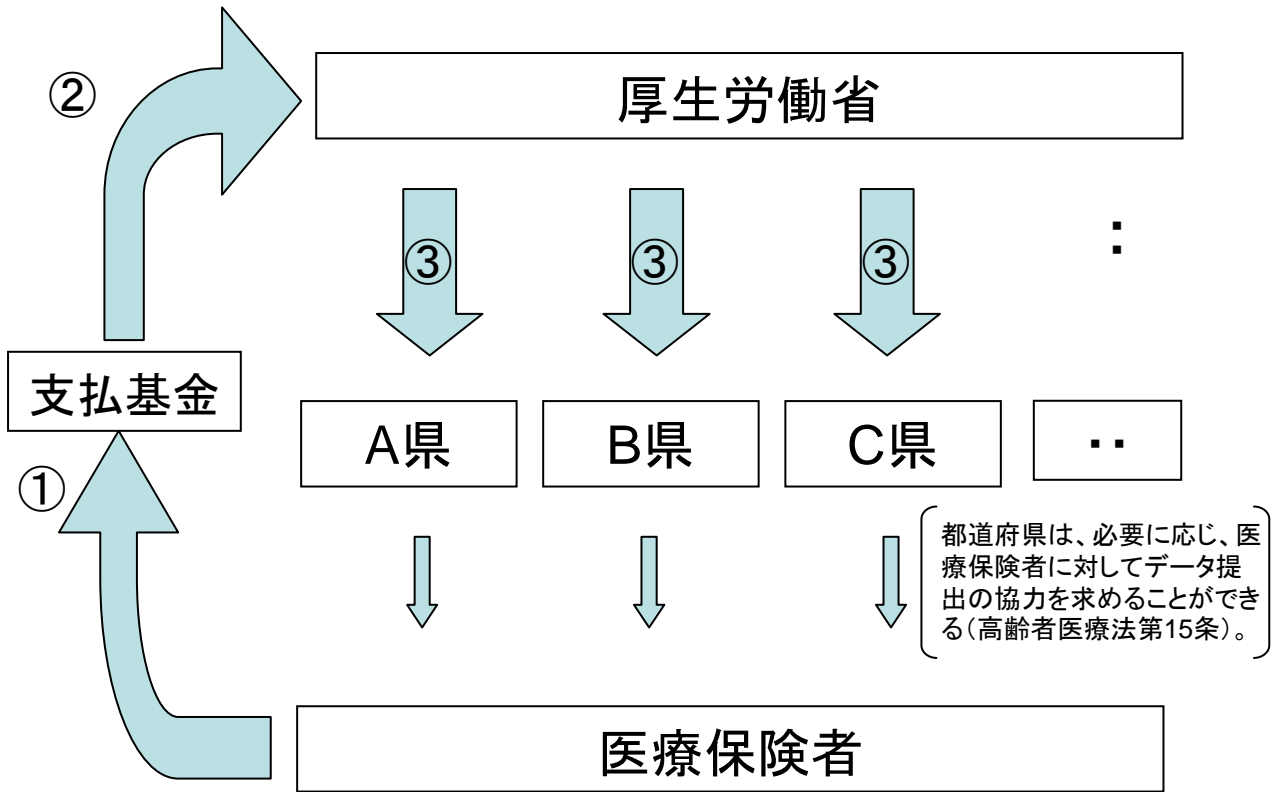 ②
厚生労働省
③ ③ ③ :
支払基金
A県 B県 C県 ・・
①
都道府県は、必要に応じ、医
療保険者に対してデータ提
出の協力を求めることができ
る（高齢者医療法第15条）。
医療保険者